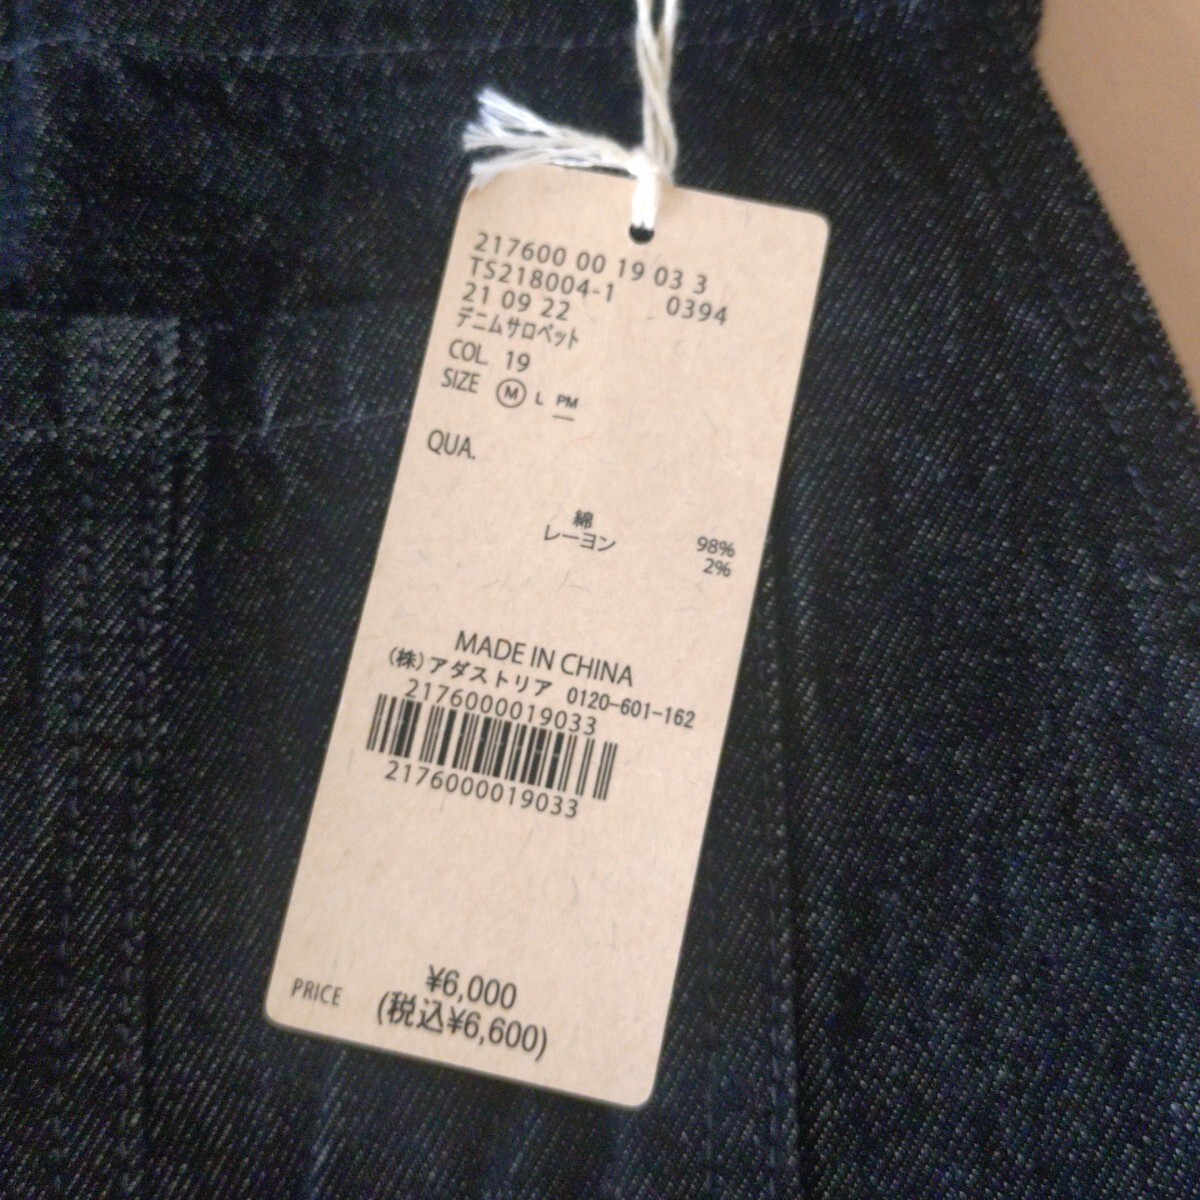 217600 00 19 03 3
TS218004-1 0394
21 09 22
デニムサロペット
COL. 19
SIZE M L PM
QUA.
綿 98%
レーヨン 2%
MADE IN CHINA
(株)アダストリア 0120-601-162
2176000019033
2176000019033
PRICE ¥6,000
(税込¥6,600)